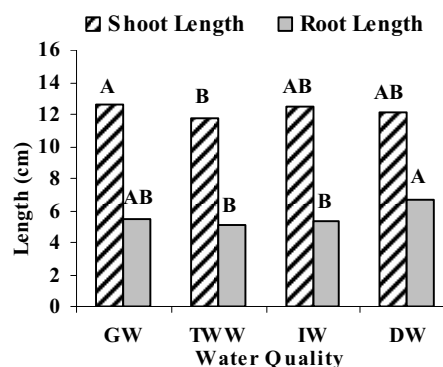 Shoot Length Root Length
16
14
12
10
8
6
4
2
0
Length (cm)
A
AB
B
B
AB
B
AB
A
GW TWW IW DW
Water Quality